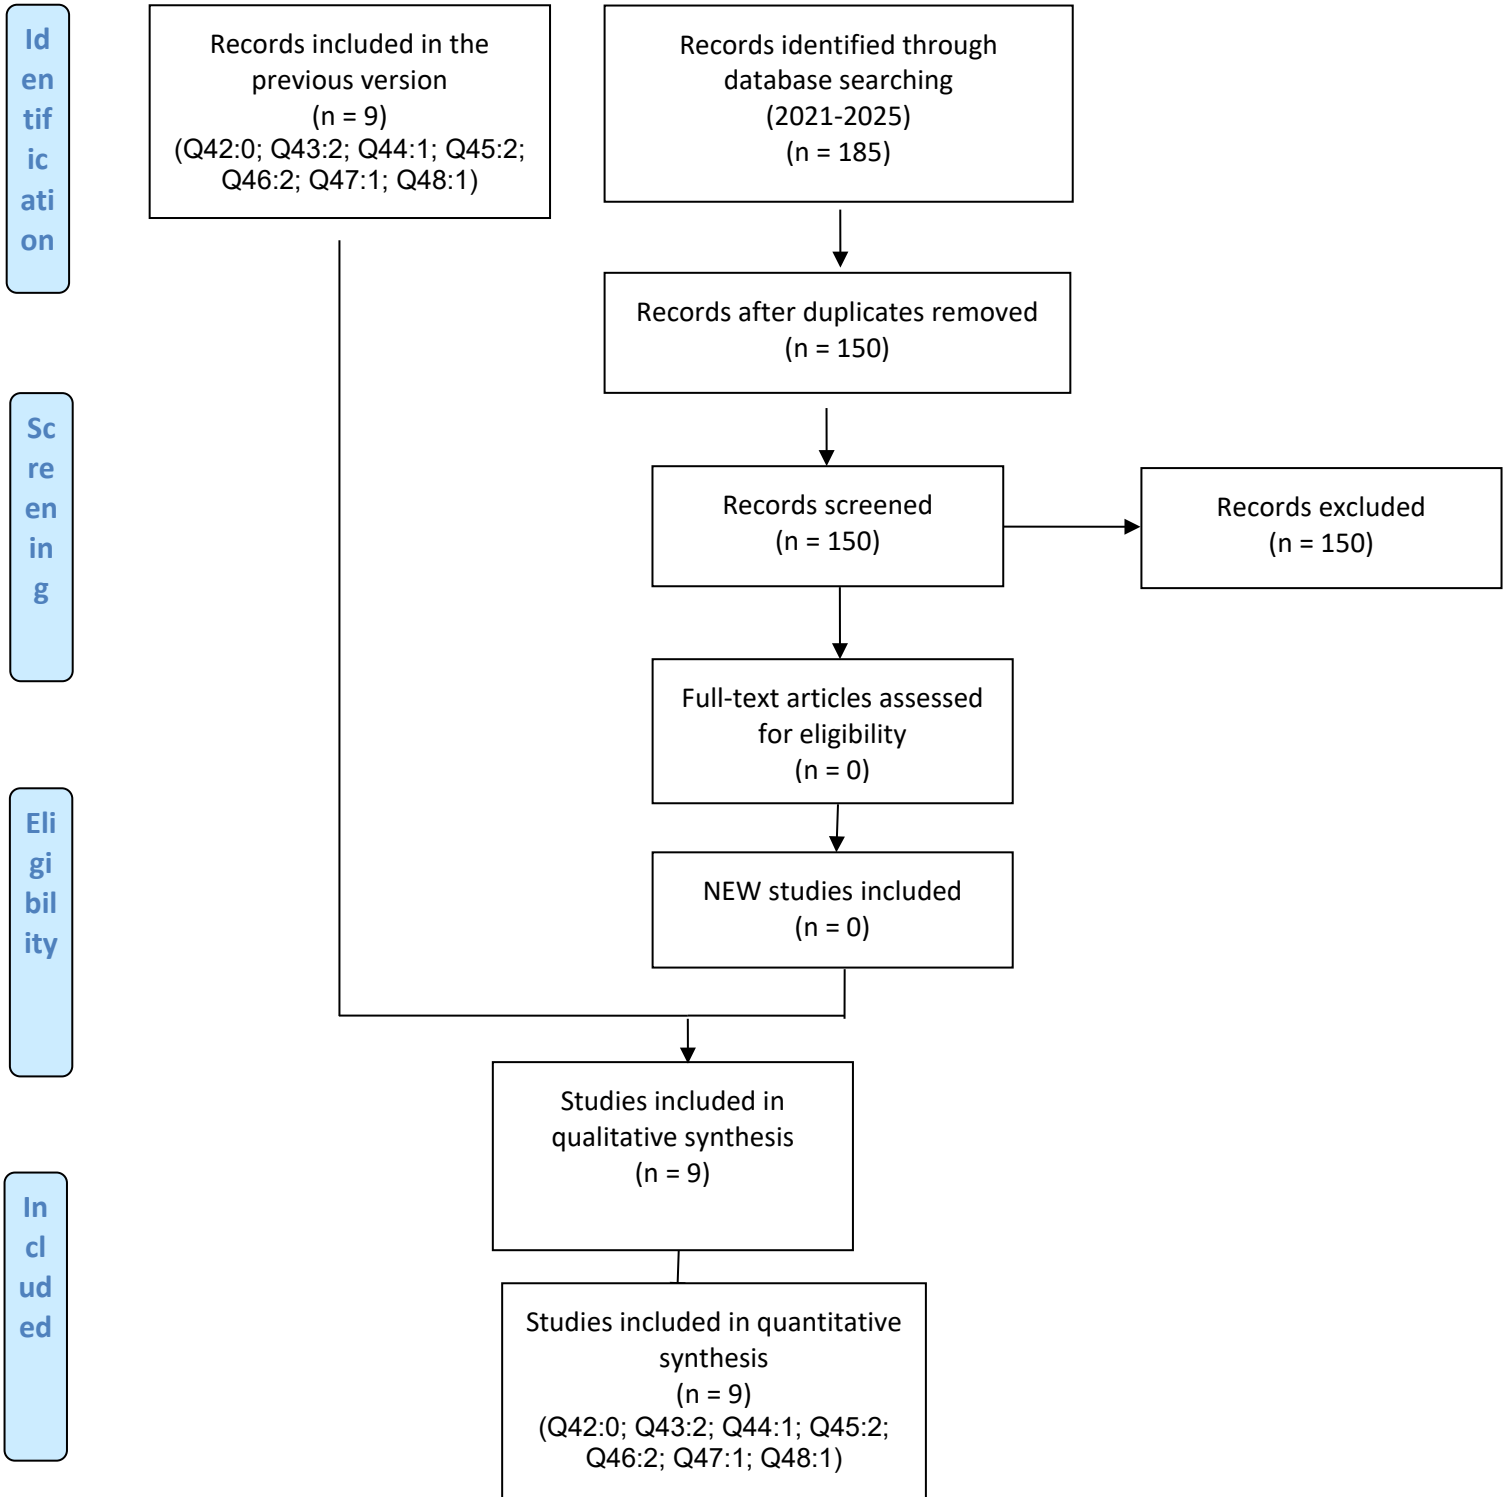 Id
en
tif
ic
ati
on
Records included in the
previous version
(n = 9)
(Q42:0; Q43:2; Q44:1; Q45:2;
Q46:2; Q47:1; Q48:1)
Records identified through
database searching
(2021-2025)
(n = 185)
Records after duplicates removed
(n = 150)
Sc
re
en
in
g
Records screened
(n = 150)
Records excluded
(n = 150)
Full-text articles assessed
for eligibility
(n = 0)
Eli
gi
bil
ity
NEW studies included
(n = 0)
Studies included in
qualitative synthesis
(n = 9)
In
cl
ud
ed
Studies included in quantitative
synthesis
(n = 9)
(Q42:0; Q43:2; Q44:1; Q45:2;
Q46:2; Q47:1; Q48:1)